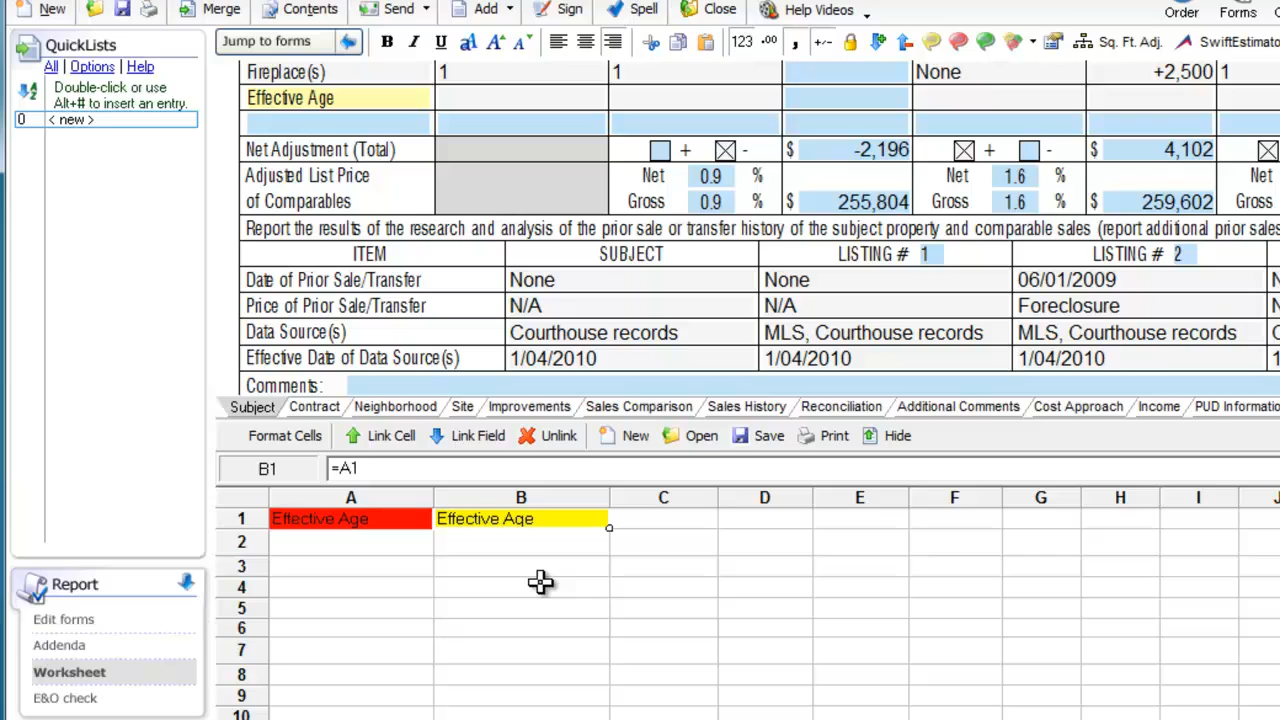 New Merge Contents Send Add Sign Spell Close Help Videos Order Forms
QuickLists
All | Options | Help
Double-click or use
Alt+# to insert an entry.
0 < new >
Jump to forms B I U aā A A 123 .00 , +/- Sq. Ft. Adj. SwiftEstimato
Fireplace(s) 1 1 None +2,500 1
Effective Age
Net Adjustment (Total) + - $ -2,196 + - $ 4,102
Adjusted List Price Net 0.9 % Net 1.6 % Net
of Comparables Gross 0.9 % $ 255,804 Gross 1.6 % $ 259,602 Gross
Report the results of the research and analysis of the prior sale or transfer history of the subject property and comparable sales (report additional prior sales
ITEM SUBJECT LISTING # 1 LISTING # 2
Date of Prior Sale/Transfer None None 06/01/2009 N
Price of Prior Sale/Transfer N/A N/A Foreclosure N
Data Source(s) Courthouse records MLS, Courthouse records MLS, Courthouse records C
Effective Date of Data Source(s) 1/04/2010 1/04/2010 1/04/2010 1
Comments:
Subject Contract Neighborhood Site Improvements Sales Comparison Sales History Reconciliation Additional Comments Cost Approach Income PUD Informatio
Format Cells Link Cell Link Field Unlink New Open Save Print Hide
B1 =A1
A B C D E F G H I J
1 Effective Age Effective Age
2
3
4
5
6
7
8
9
10
Report
Edit forms
Addenda
Worksheet
E&O check